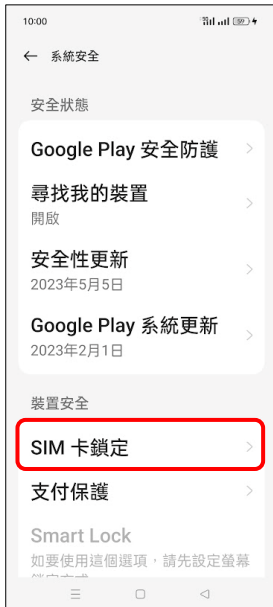 10:00
← 系統安全
安全狀態
Google Play 安全防護
尋找我的裝置
開啟
安全性更新
2023年5月5日
Google Play 系統更新
2023年2月1日
裝置安全
SIM 卡鎖定
支付保護
Smart Lock
如要使用這個選項，請先設定螢幕